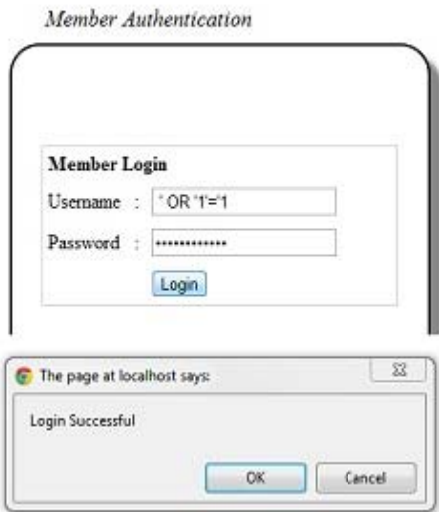 Member Authentication
Member Login
Username : ' OR '1'='1
Password : ••••••••••••
Login
The page at localhost says:
Login Successful
OK Cancel